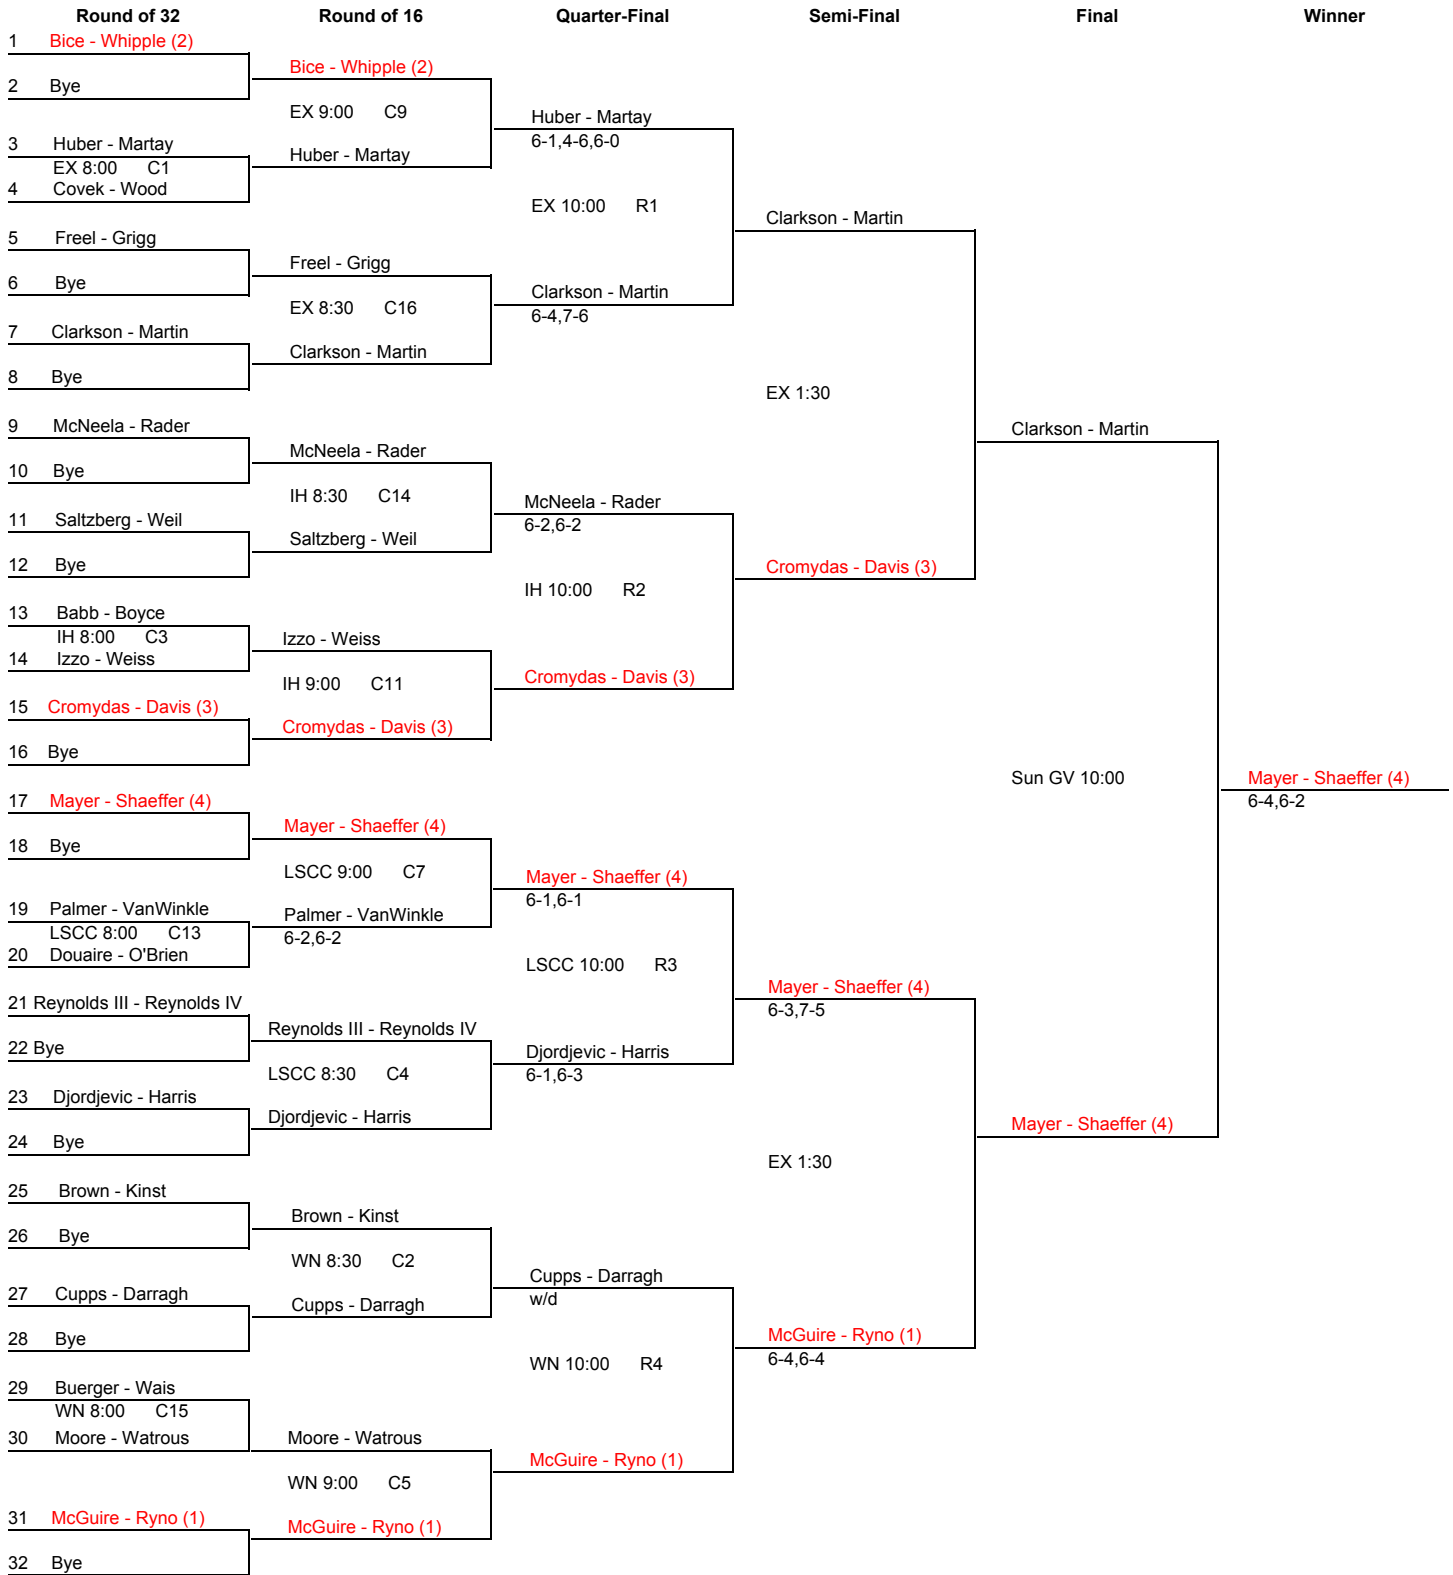 Round of 32 Round of 16 Quarter-Final Semi-Final Final Winner
1 Bice - Whipple (2)
2 Bye
3 Huber - Martay
EX 8:00 C1
4 Covek - Wood
5 Freel - Grigg
6 Bye
7 Clarkson - Martin
8 Bye
9 McNeela - Rader
10 Bye
11 Saltzberg - Weil
12 Bye
13 Babb - Boyce
IH 8:00 C3
14 Izzo - Weiss
15 Cromydas - Davis (3)
16 Bye
17 Mayer - Shaeffer (4)
18 Bye
19 Palmer - VanWinkle
LSCC 8:00 C13
20 Douaire - O'Brien
21 Reynolds III - Reynolds IV
22 Bye
23 Djordjevic - Harris
24 Bye
25 Brown - Kinst
26 Bye
27 Cupps - Darragh
28 Bye
29 Buerger - Wais
WN 8:00 C15
30 Moore - Watrous
31 McGuire - Ryno (1)
32 Bye
Bice - Whipple (2)
EX 9:00 C9
Huber - Martay
Freel - Grigg
EX 8:30 C16
Clarkson - Martin
McNeela - Rader
IH 8:30 C14
Saltzberg - Weil
Izzo - Weiss
IH 9:00 C11
Cromydas - Davis (3)
Mayer - Shaeffer (4)
LSCC 9:00 C7
Palmer - VanWinkle
6-2,6-2
Reynolds III - Reynolds IV
LSCC 8:30 C4
Djordjevic - Harris
Brown - Kinst
WN 8:30 C2
Cupps - Darragh
Moore - Watrous
WN 9:00 C5
McGuire - Ryno (1)
Huber - Martay
6-1,4-6,6-0
EX 10:00 R1
Clarkson - Martin
6-4,7-6
McNeela - Rader
6-2,6-2
IH 10:00 R2
Cromydas - Davis (3)
Mayer - Shaeffer (4)
6-1,6-1
LSCC 10:00 R3
Djordjevic - Harris
6-1,6-3
Cupps - Darragh
w/d
WN 10:00 R4
McGuire - Ryno (1)
Clarkson - Martin
EX 1:30
Cromydas - Davis (3)
Mayer - Shaeffer (4)
6-3,7-5
EX 1:30
McGuire - Ryno (1)
6-4,6-4
Clarkson - Martin
Sun GV 10:00
Mayer - Shaeffer (4)
Mayer - Shaeffer (4)
6-4,6-2